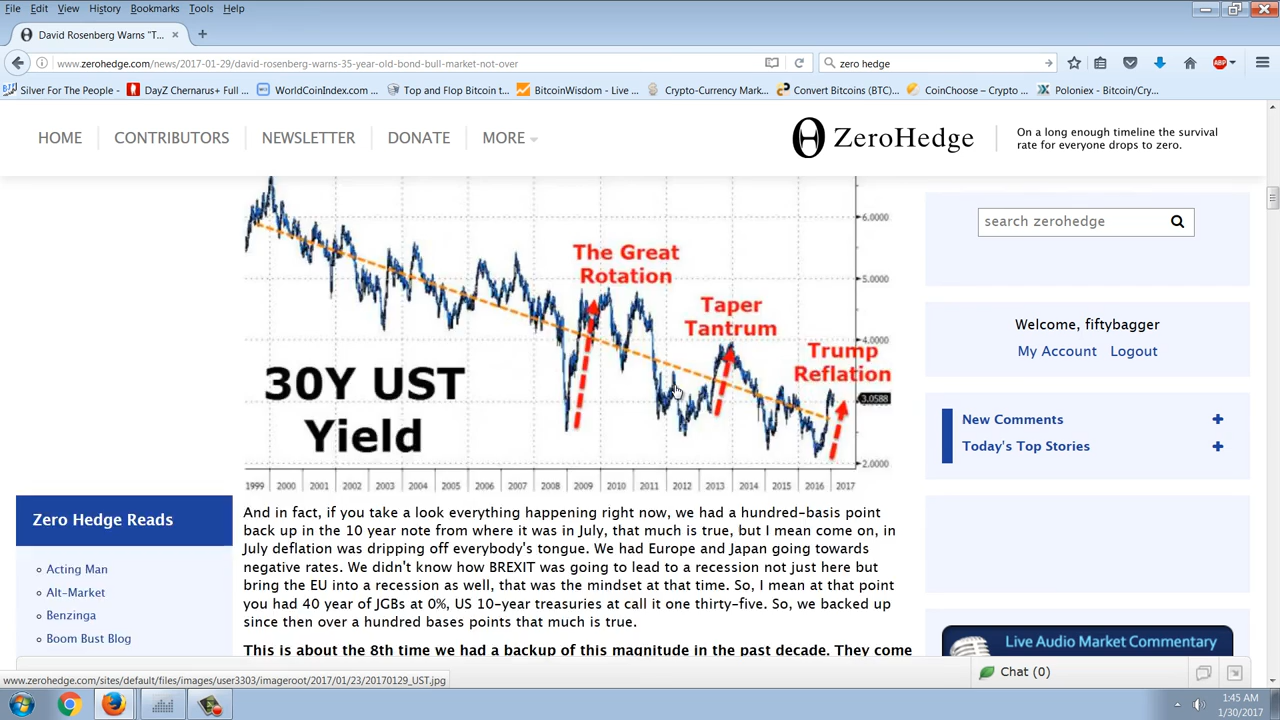 File Edit View History Bookmarks Tools Help
David Rosenberg Warns "T...
www.zerohedge.com/news/2017-01-29/david-rosenberg-warns-35-year-old-bond-bull-market-not-over
zero hedge
Silver For The People - DayZ Chernarus+ Full ... WorldCoinIndex.com ... Top and Flop Bitcoin t... BitcoinWisdom - Live ... Crypto-Currency Mark... Convert Bitcoins (BTC)... CoinChoose – Crypto ... Poloniex - Bitcoin/Cry...
HOME CONTRIBUTORS NEWSLETTER DONATE MORE
ZeroHedge
On a long enough timeline the survival
rate for everyone drops to zero.
6.0000
5.0000
4.0000
3.0588
2.0000
The Great
Rotation
Taper
Tantrum
Trump
Reflation
30Y UST
Yield
1999 2000 2001 2002 2003 2004 2005 2006 2007 2008 2009 2010 2011 2012 2013 2014 2015 2016 2017
search zerohedge
Welcome, fiftybagger
My Account Logout
New Comments +
Today's Top Stories +
Zero Hedge Reads
Acting Man
Alt-Market
Benzinga
Boom Bust Blog
And in fact, if you take a look everything happening right now, we had a hundred-basis point
back up in the 10 year note from where it was in July, that much is true, but I mean come on, in
July deflation was dripping off everybody's tongue. We had Europe and Japan going towards
negative rates. We didn't know how BREXIT was going to lead to a recession not just here but
bring the EU into a recession as well, that was the mindset at that time. So, I mean at that point
you had 40 year of JGBs at 0%, US 10-year treasuries at call it one thirty-five. So, we backed up
since then over a hundred bases points that much is true.
This is about the 8th time we had a backup of this magnitude in the past decade. They come
Live Audio Market Commentary
Chat (0)
www.zerohedge.com/sites/default/files/images/user3303/imageroot/2017/01/23/20170129_UST.jpg
1:45 AM
1/30/2017